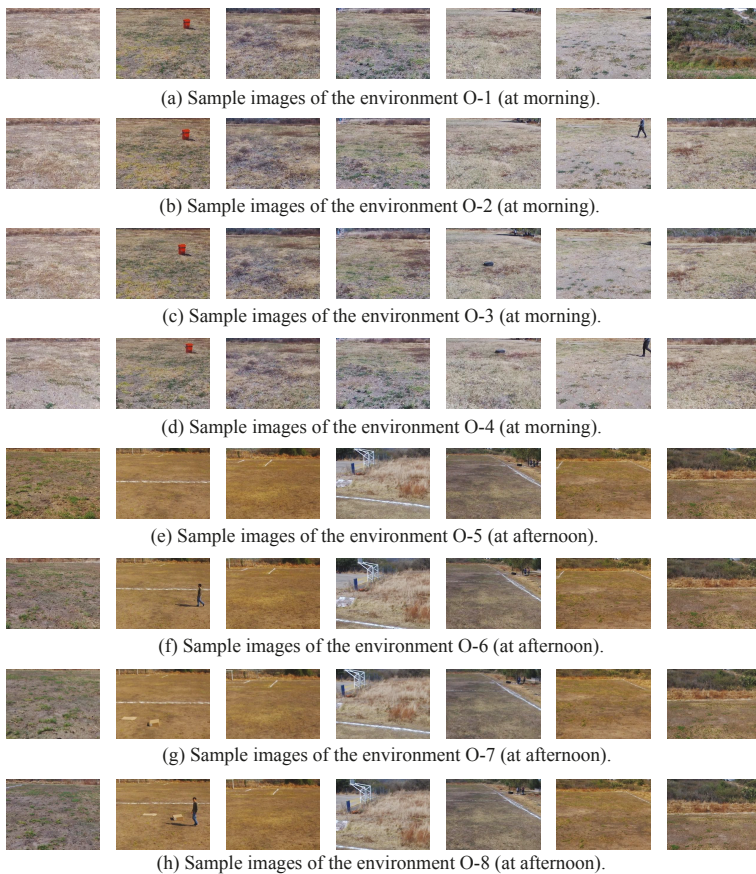 (a) Sample images of the environment O-1 (at morning).
(b) Sample images of the environment O-2 (at morning).
(c) Sample images of the environment O-3 (at morning).
(d) Sample images of the environment O-4 (at morning).
(e) Sample images of the environment O-5 (at afternoon).
(f) Sample images of the environment O-6 (at afternoon).
(g) Sample images of the environment O-7 (at afternoon).
(h) Sample images of the environment O-8 (at afternoon).